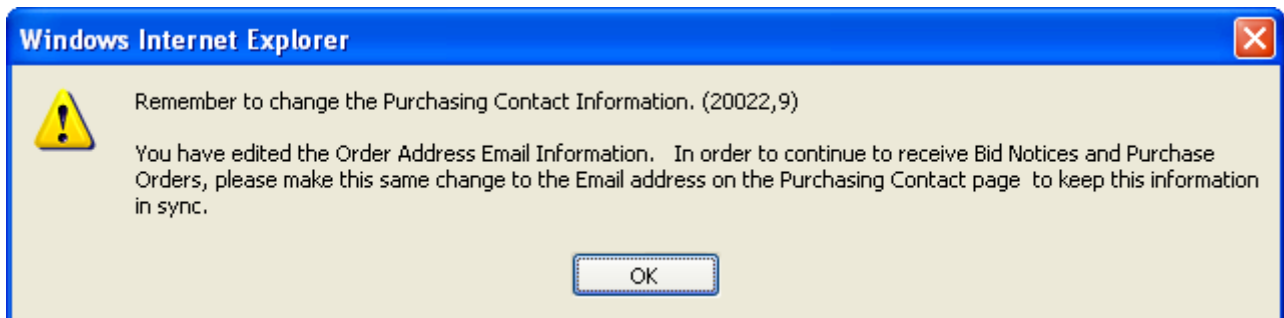 Windows Internet Explorer
Remember to change the Purchasing Contact Information. (20022,9)
You have edited the Order Address Email Information.   In order to continue to receive Bid Notices and Purchase
Orders, please make this same change to the Email address on the Purchasing Contact page  to keep this information
in sync.
OK